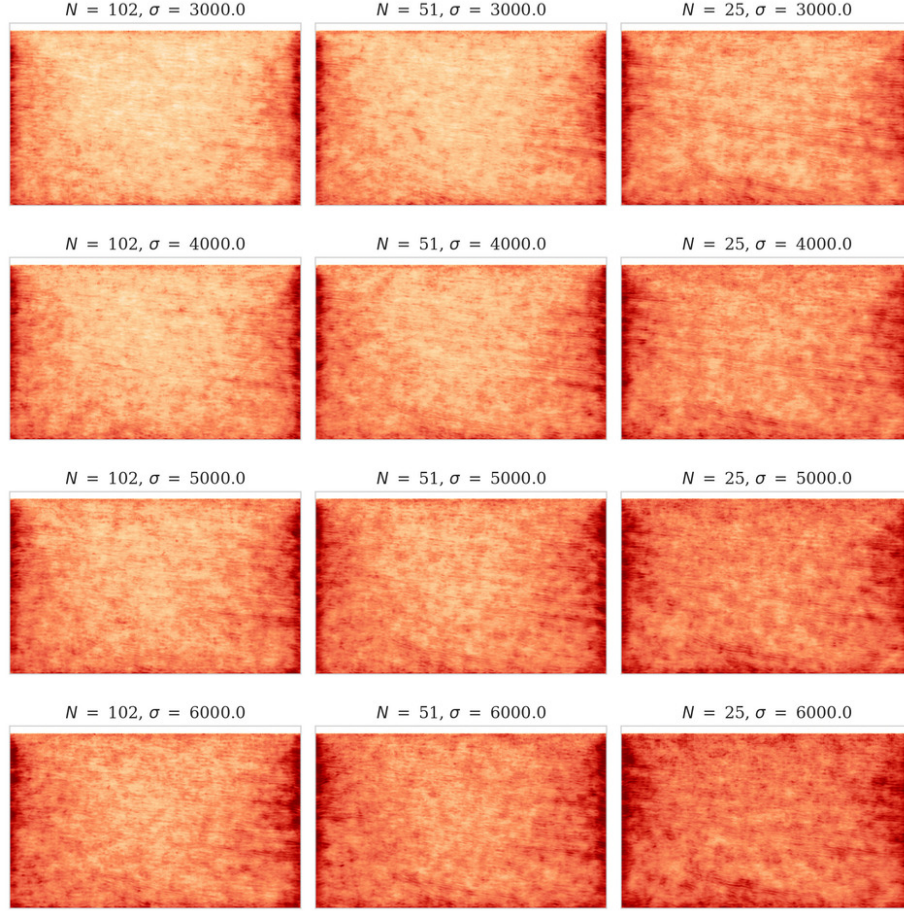 N = 102, σ = 3000.0
N = 51, σ = 3000.0
N = 25, σ = 3000.0
N = 102, σ = 4000.0
N = 51, σ = 4000.0
N = 25, σ = 4000.0
N = 102, σ = 5000.0
N = 51, σ = 5000.0
N = 25, σ = 5000.0
N = 102, σ = 6000.0
N = 51, σ = 6000.0
N = 25, σ = 6000.0